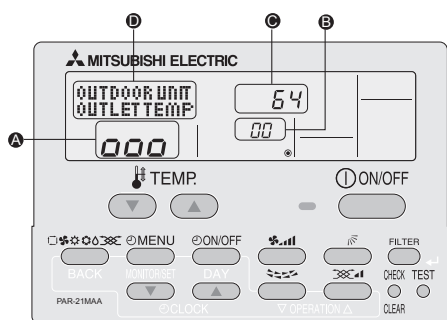 D C B
MITSUBISHI ELECTRIC
OUTDOOR UNIT
OUTLET TEMP
64
00
A
000
TEMP.
ON/OFF
MENU ON/OFF FILTER
BACK MONITOR/SET DAY CHECK TEST
PAR-21MAA CLOCK OPERATION CLEAR